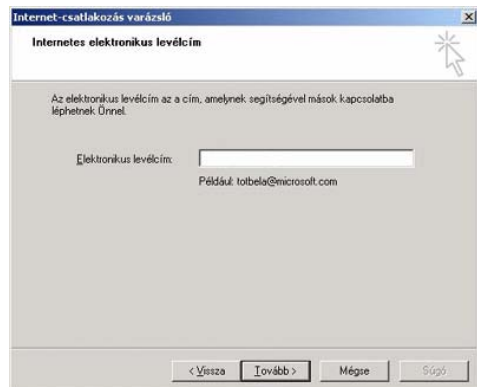 Internet-csatlakozás varázsló
Internetes elektronikus levélcím
Az elektronikus levélcím az a cím, amelynek segítségével mások kapcsolatba
léphetnek Önnel.
Elektronikus levélcím:
Például: totbela@microsoft.com
< Vissza Tovább > Mégse Súgó